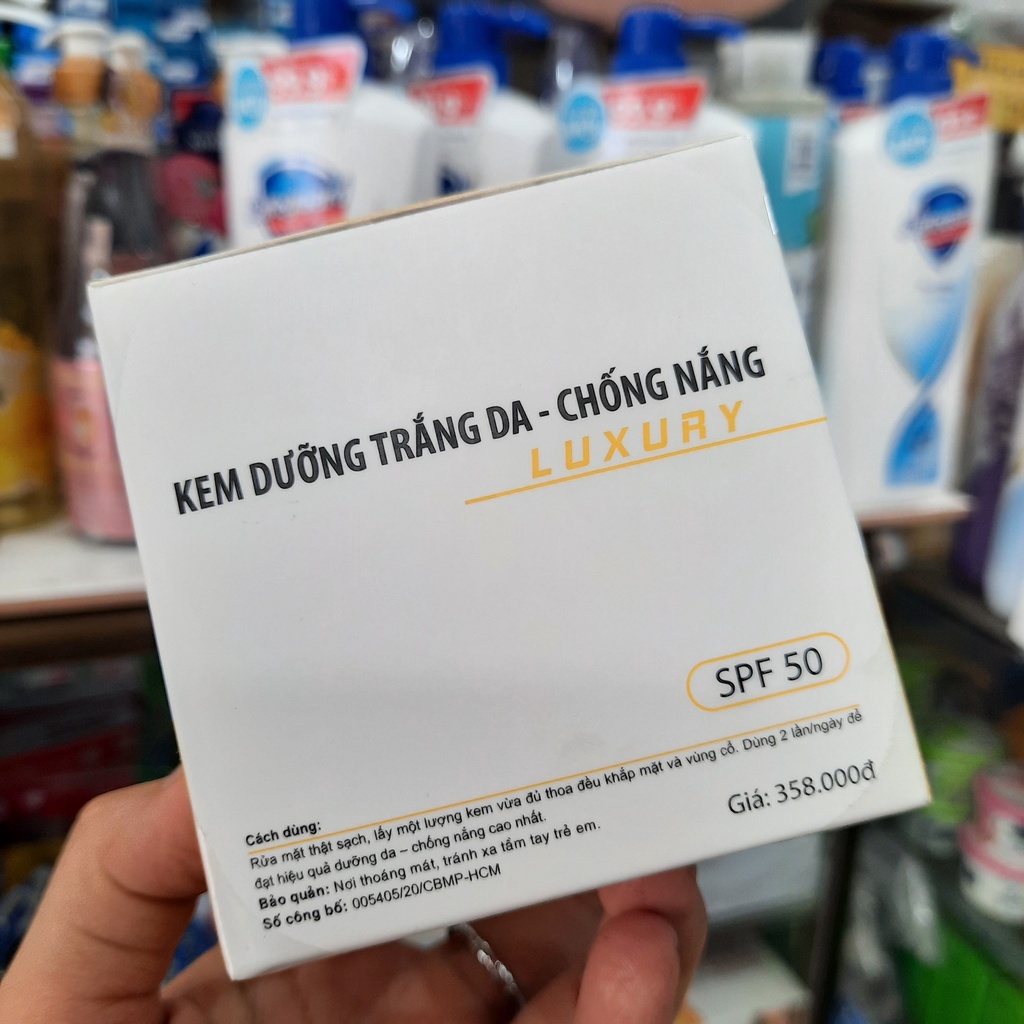 KEM DƯỠNG TRẮNG DA - CHỐNG NẮNG
LUXURY
SPF 50
Cách dùng:
Rửa mặt thật sạch, lấy một lượng kem vừa đủ thoa đều khắp mặt và vùng cổ. Dùng 2 lần/ngày để
đạt hiệu quả dưỡng da – chống nắng cao nhất.
Bảo quản: Nơi thoáng mát, tránh xa tầm tay trẻ em.
Số công bố: 005405/20/CBMP-HCM
Giá: 358.000đ